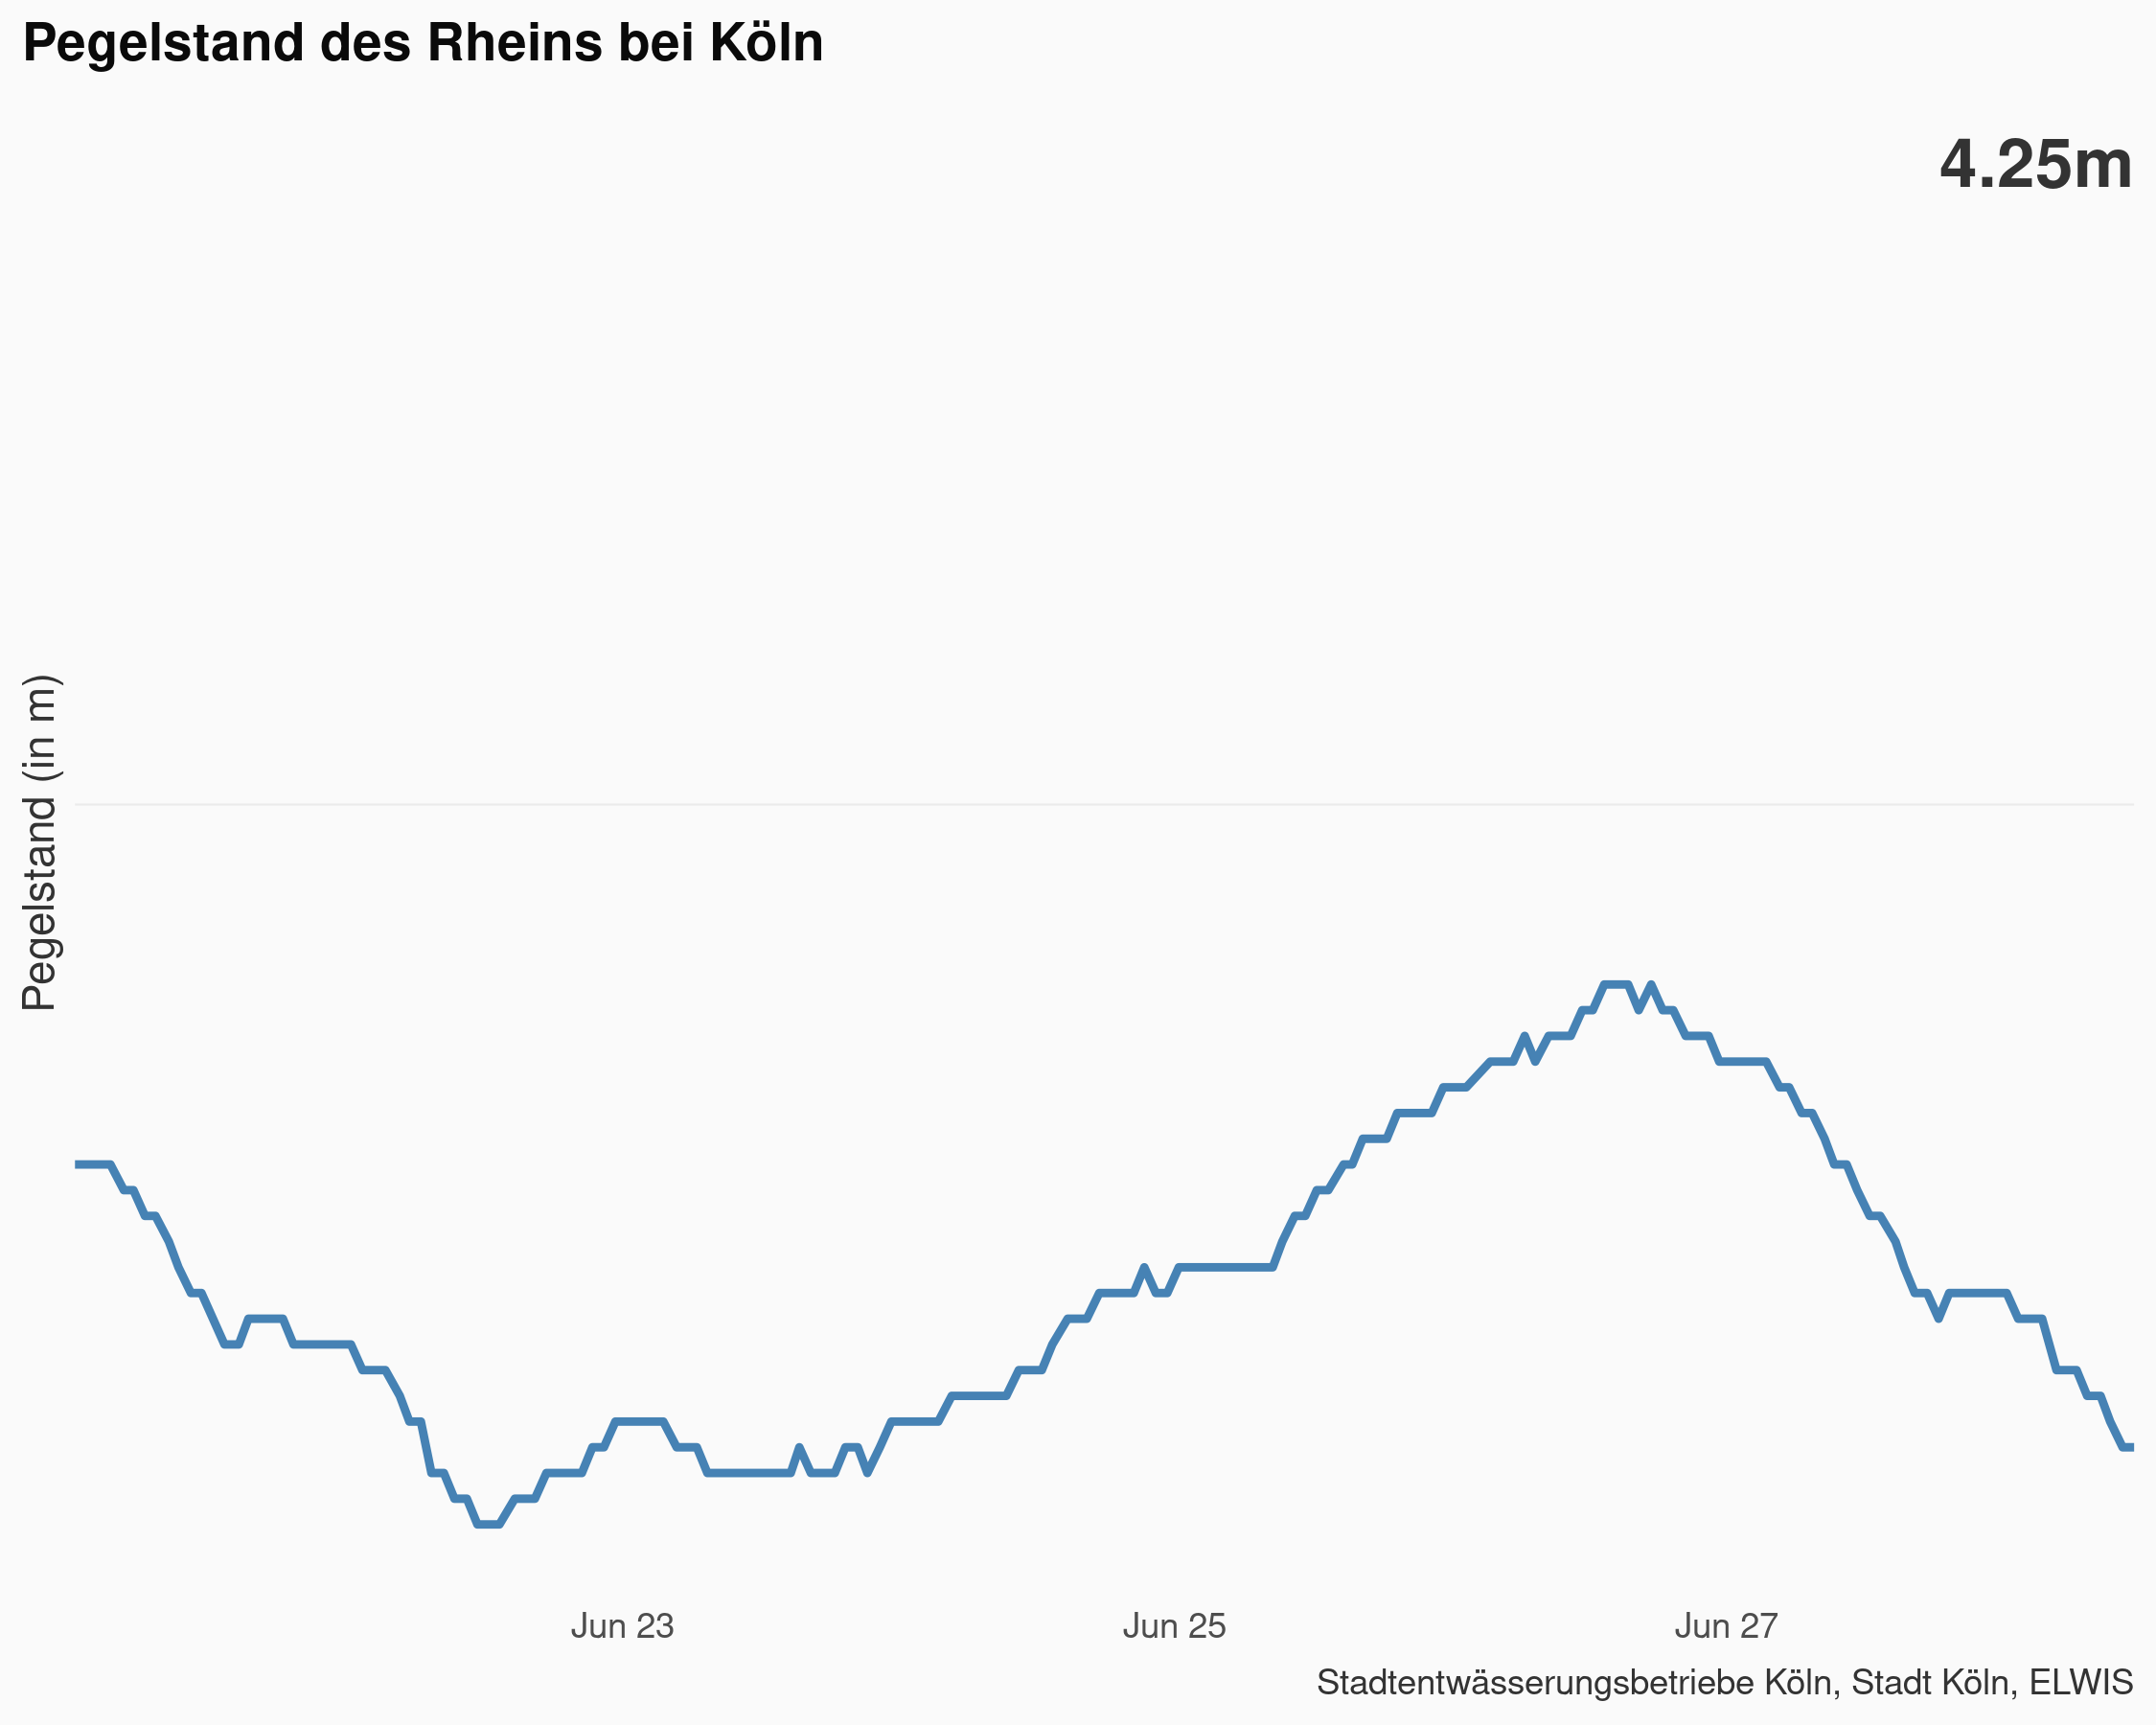 Pegelstand des Rheins bei Köln
4.25m
Pegelstand (in m)
Jun 23
Jun 25
Jun 27
Stadtentwässerungsbetriebe Köln, Stadt Köln, ELWIS